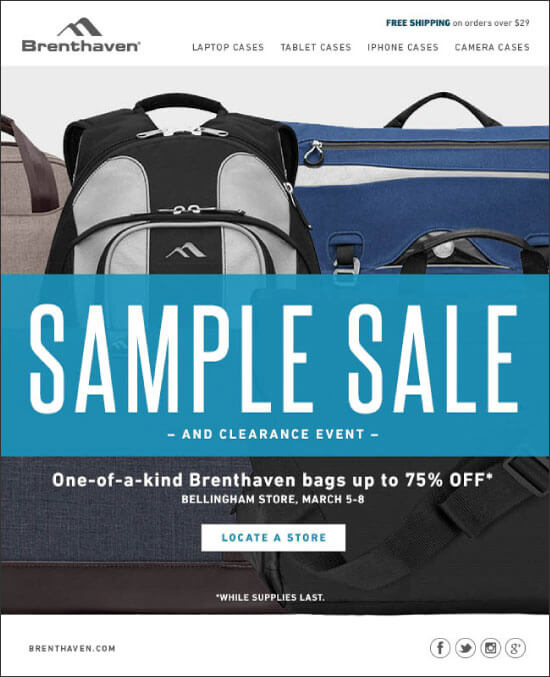 FREE SHIPPING on orders over $29
Brenthaven®
LAPTOP CASES TABLET CASES IPHONE CASES CAMERA CASES
SAMPLE SALE
– AND CLEARANCE EVENT –
One-of-a-kind Brenthaven bags up to 75% OFF*
BELLINGHAM STORE, MARCH 5-8
LOCATE A STORE
*WHILE SUPPLIES LAST.
BRENTHAVEN.COM